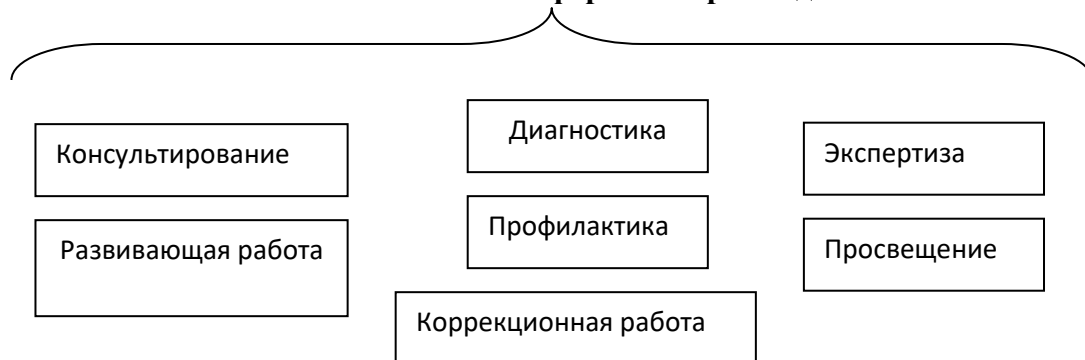 Консультирование
Диагностика
Экспертиза
Развивающая работа
Профилактика
Просвещение
Коррекционная работа